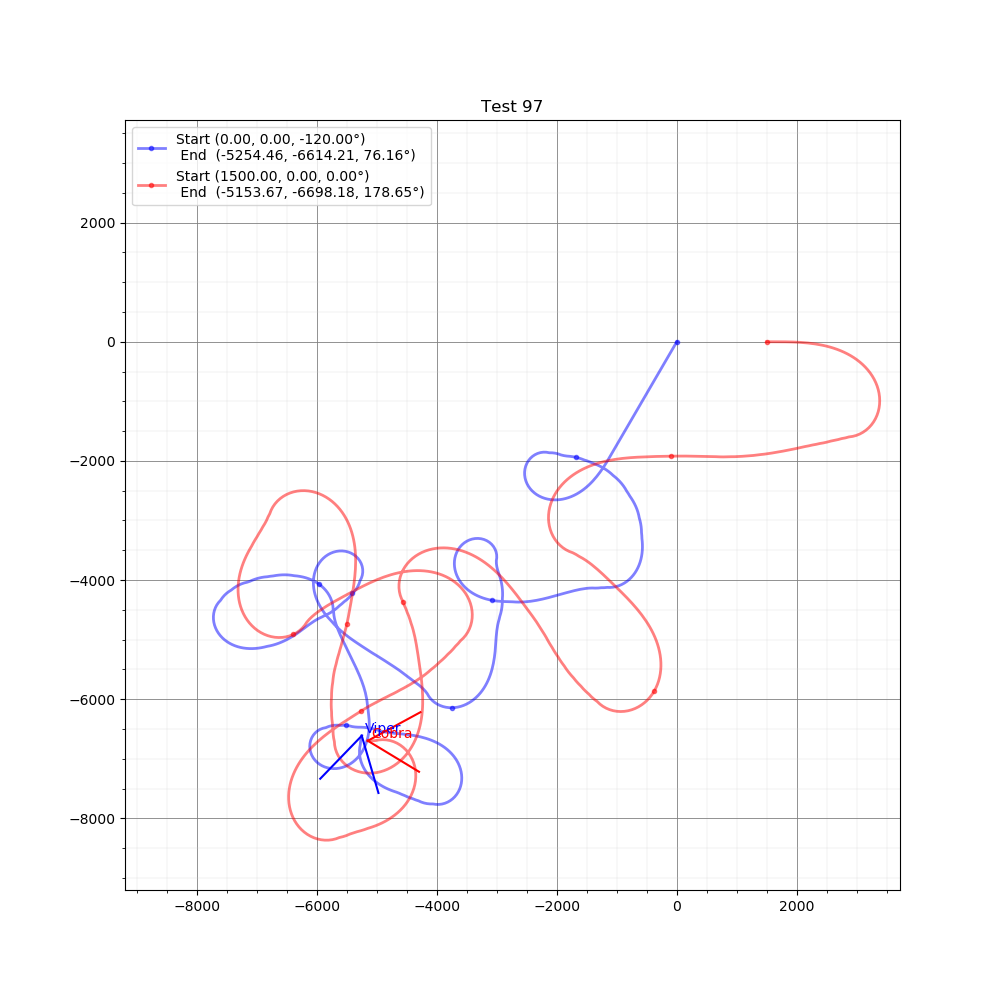 Test 97
Start (0.00, 0.00, -120.00°)
End (-5254.46, -6614.21, 76.16°)
Start (1500.00, 0.00, 0.00°)
End (-5153.67, -6698.18, 178.65°)
2000
0
−2000
−4000
−6000
−8000
Viper
Cobra
−8000 −6000 −4000 −2000 0 2000